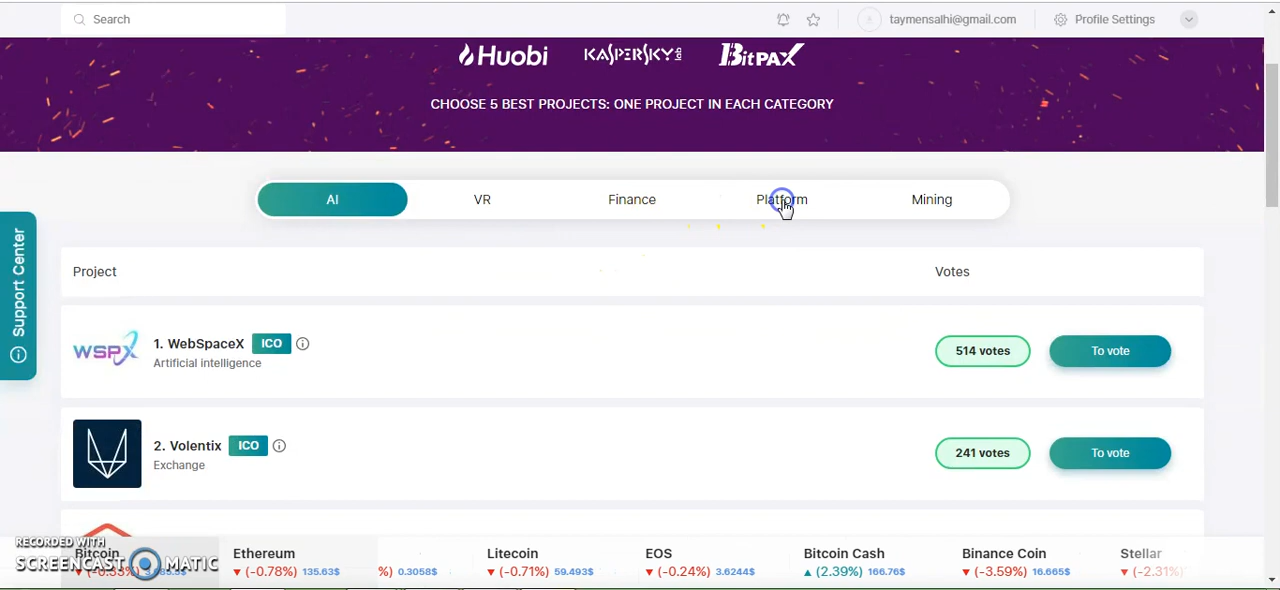 Search
taymensalhi@gmail.com
Profile Settings
Huobi KASPERSKY BITPAX
CHOOSE 5 BEST PROJECTS: ONE PROJECT IN EACH CATEGORY
AI VR Finance Platform Mining
Support Center
Project Votes
WSPX
1. WebSpaceX ICO
Artificial intelligence
514 votes To vote
2. Volentix ICO
Exchange
241 votes To vote
RECORDED WITH
SCREENCAST MATIC
Bitcoin Ethereum Litecoin EOS Bitcoin Cash Binance Coin Stellar
(-0.78%) 135.63$ %) 0.3058$ (-0.71%) 59.493$ (-0.24%) 3.6244$ (2.39%) 166.76$ (-3.59%) 16.665$ (-2.31%)